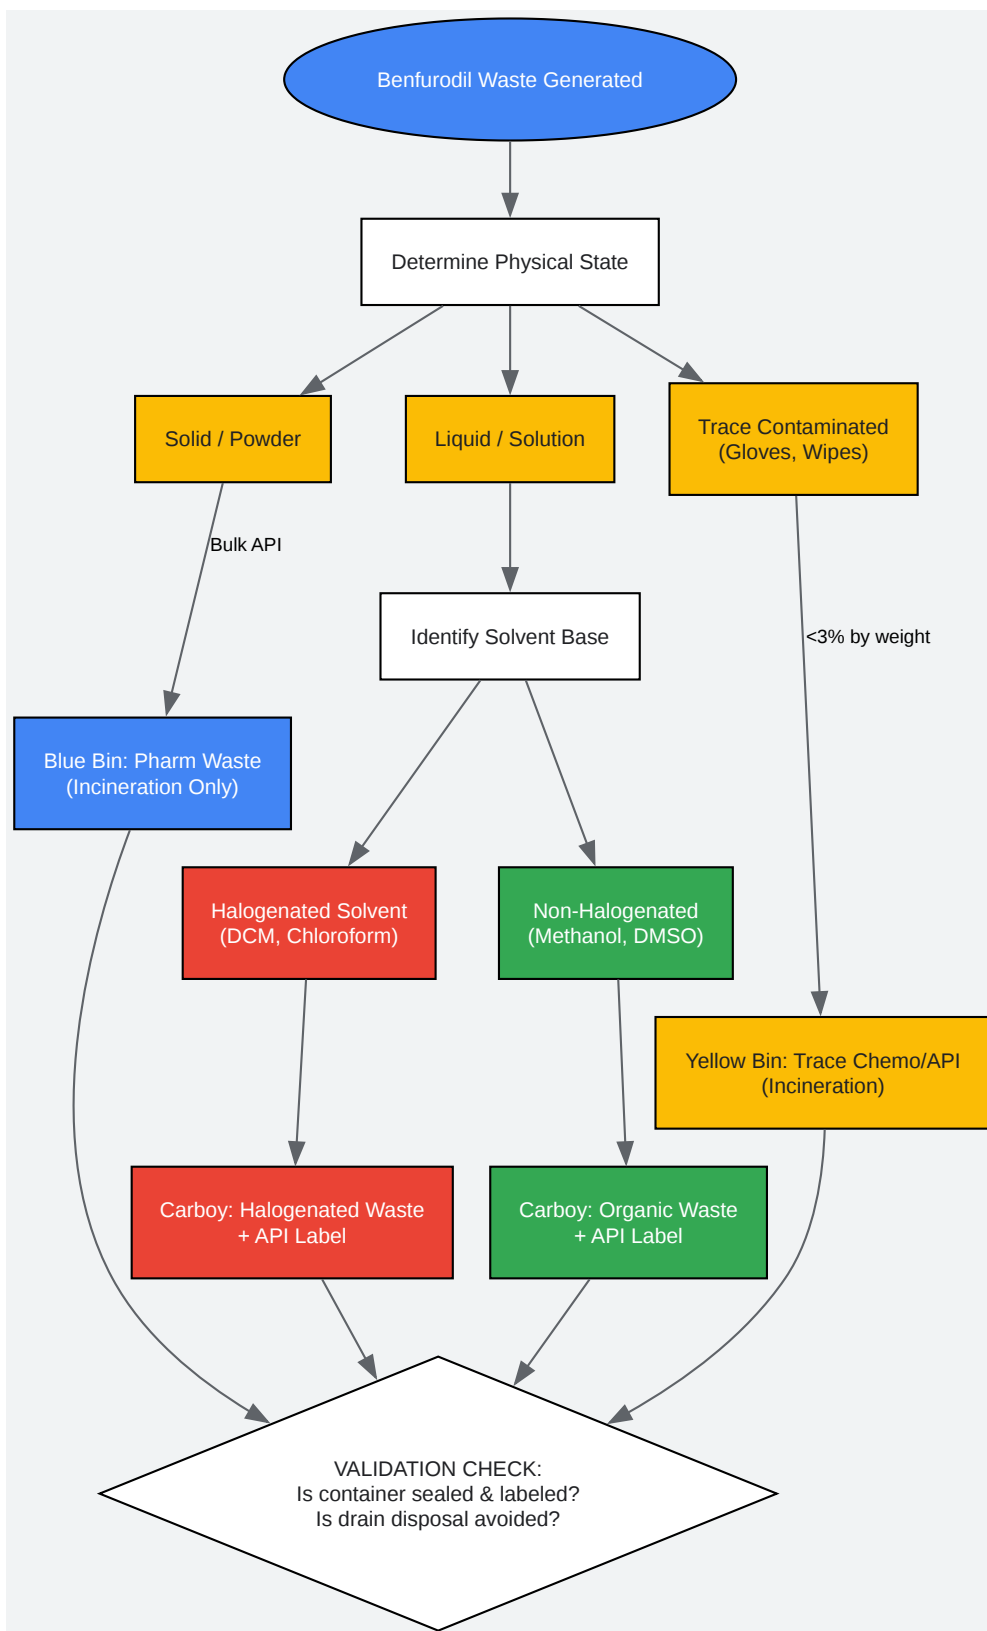 Benfurodil Waste Generated
Determine Physical State
Solid / Powder
Liquid / Solution
Trace Contaminated
(Gloves, Wipes)
Bulk API
Identify Solvent Base
<3% by weight
Blue Bin: Pharm Waste
(Incineration Only)
Halogenated Solvent
(DCM, Chloroform)
Non-Halogenated
(Methanol, DMSO)
Yellow Bin: Trace Chemo/API
(Incineration)
Carboy: Halogenated Waste
+ API Label
Carboy: Organic Waste
+ API Label
VALIDATION CHECK:
Is container sealed & labeled?
Is drain disposal avoided?